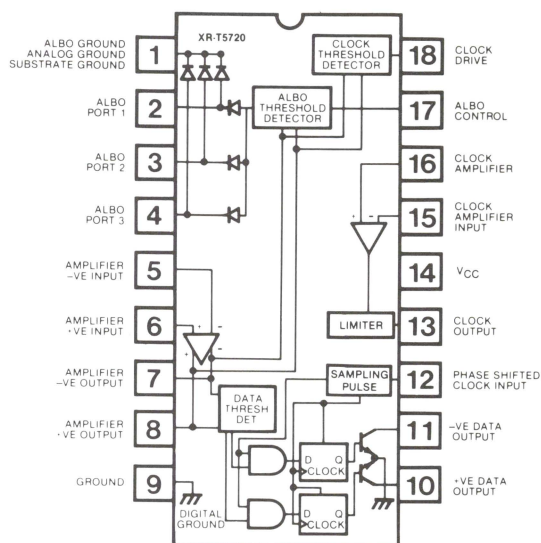 XR-T5720
ALBO GROUND
ANALOG GROUND
SUBSTRATE GROUND
1
ALBO
PORT 1
2
ALBO
PORT 2
3
ALBO
PORT 3
4
AMPLIFIER
-VE INPUT
5
AMPLIFIER
+VE INPUT
6
AMPLIFIER
-VE OUTPUT
7
AMPLIFIER
+VE OUTPUT
8
GROUND
9
CLOCK
THRESHOLD
DETECTOR
ALBO
THRESHOLD
DETECTOR
+ -
LIMITER
+ -
+ -
SAMPLING
PULSE
DATA
THRESH
DET
D Q
CLOCK
D Q
CLOCK
DIGITAL
GROUND
18
CLOCK
DRIVE
17
ALBO
CONTROL
16
CLOCK
AMPLIFIER
15
CLOCK
AMPLIFIER
INPUT
14
VCC
13
CLOCK
OUTPUT
12
PHASE SHIFTED
CLOCK INPUT
11
-VE DATA
OUTPUT
10
+VE DATA
OUTPUT